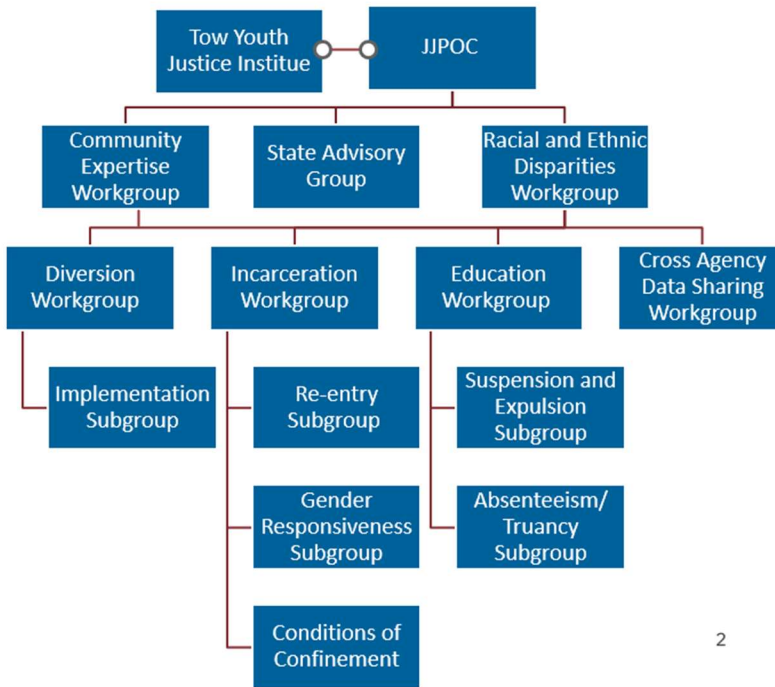 Tow Youth
Justice Institue
JJPOC
Community
Expertise
Workgroup
State Advisory
Group
Racial and Ethnic
Disparities
Workgroup
Diversion
Workgroup
Incarceration
Workgroup
Education
Workgroup
Cross Agency
Data Sharing
Workgroup
Implementation
Subgroup
Re-entry
Subgroup
Suspension and
Expulsion
Subgroup
Gender
Responsiveness
Subgroup
Absenteeism/
Truancy
Subgroup
Conditions of
Confinement
2